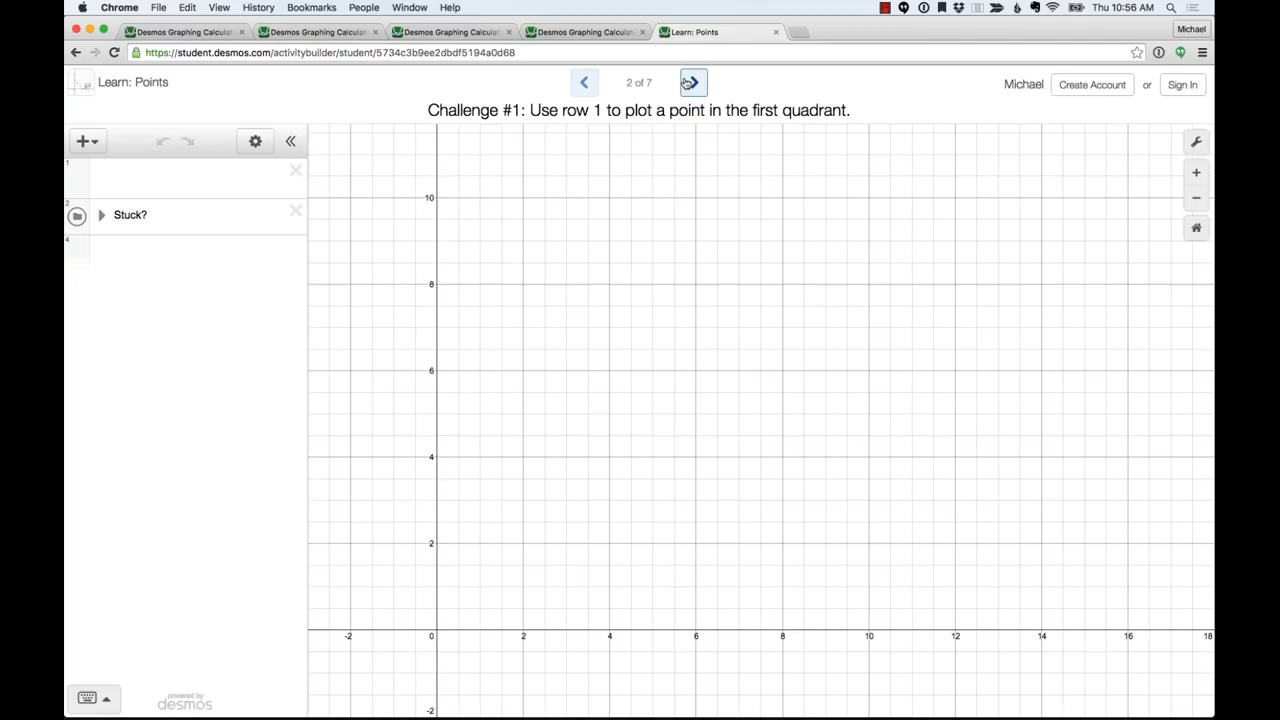 Chrome File Edit View History Bookmarks People Window Help Thu 10:56 AM
Desmos Graphing Calculat Desmos Graphing Calculat Desmos Graphing Calculat Desmos Graphing Calculat Learn: Points Michael
https://student.desmos.com/activitybuilder/student/5734c3b9ee2dbdf5194a0d68
Learn: Points 2 of 7 Michael Create Account or Sign In
Challenge #1: Use row 1 to plot a point in the first quadrant.
1
2 Stuck?
4
10
8
6
4
2
-2 0 2 4 6 8 10 12 14 16 18
-2
powered by
desmos